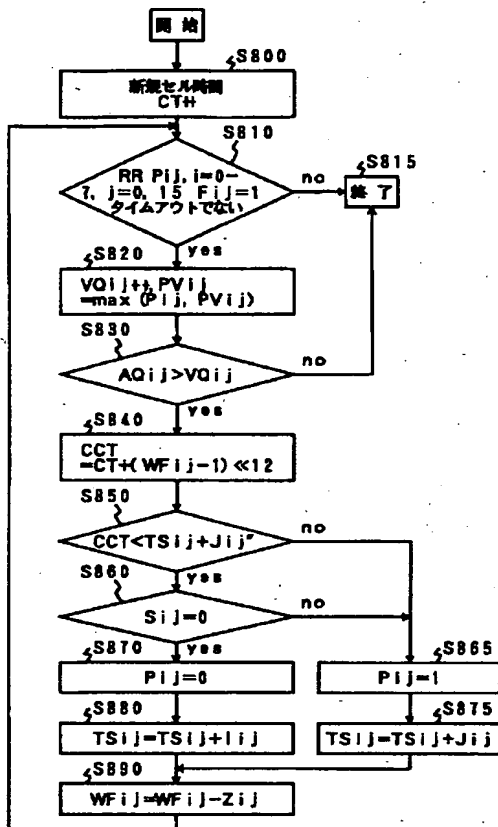 開始
S800
新規セル時間
CT++
S810
RR Pij, i=0-
7, j=0, 15 Fij=1
タイムアウトでない
no
S815
終了
yes
S820
VQij++, PVij
=max (Pij, PVij)
S830
AQij>VQij
no
yes
S840
CCT
=CT+(WFij-1)≪12
S850
CCT<TSij+Jij"
no
yes
S860
Sij=0
no
yes
S870
Pij=0
S865
Pij=1
S880
TSij=TSij+Iij
S875
TSij=TSij+Jij
S890
WFij=WFij-Zij